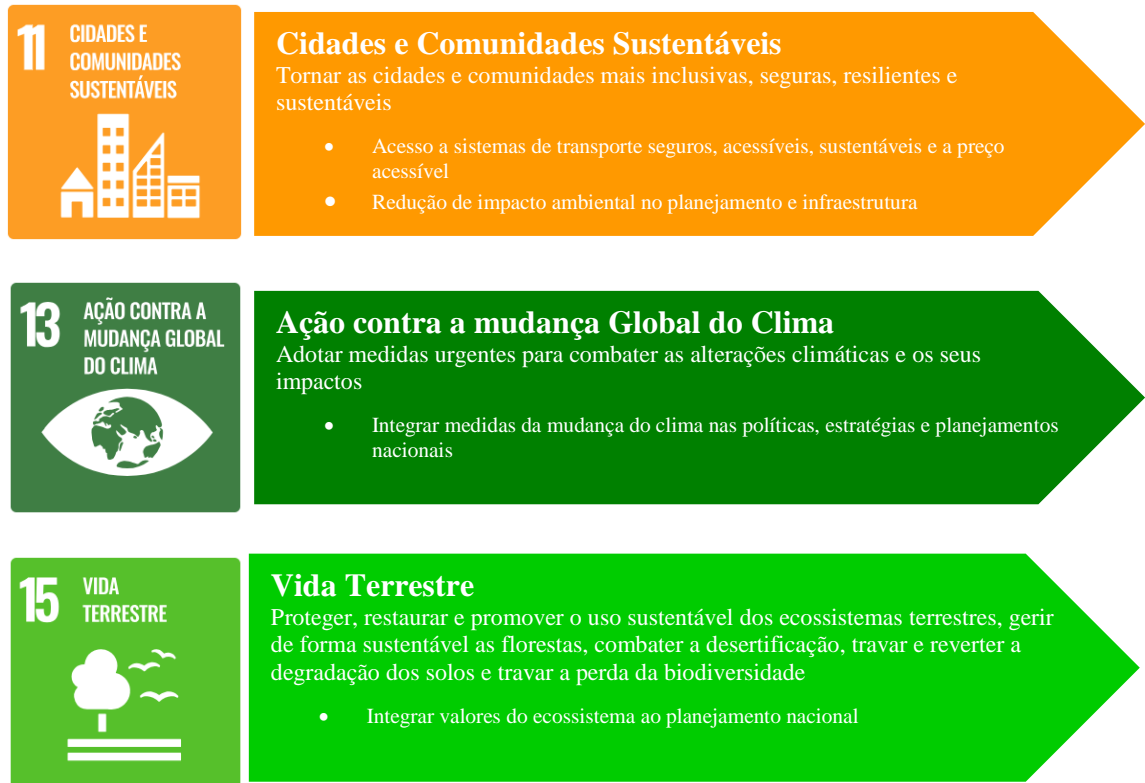 11
CIDADES E
COMUNIDADES
SUSTENTÁVEIS
Cidades e Comunidades Sustentáveis
Tornar as cidades e comunidades mais inclusivas, seguras, resilientes e
sustentáveis
• Acesso a sistemas de transporte seguros, acessíveis, sustentáveis e a preço
acessível
• Redução de impacto ambiental no planejamento e infraestrutura
13
AÇÃO CONTRA A
MUDANÇA GLOBAL
DO CLIMA
Ação contra a mudança Global do Clima
Adotar medidas urgentes para combater as alterações climáticas e os seus
impactos
• Integrar medidas da mudança do clima nas políticas, estratégias e planejamentos
nacionais
15
VIDA
TERRESTRE
Vida Terrestre
Proteger, restaurar e promover o uso sustentável dos ecossistemas terrestres, gerir
de forma sustentável as florestas, combater a desertificação, travar e reverter a
degradação dos solos e travar a perda da biodiversidade
• Integrar valores do ecossistema ao planejamento nacional